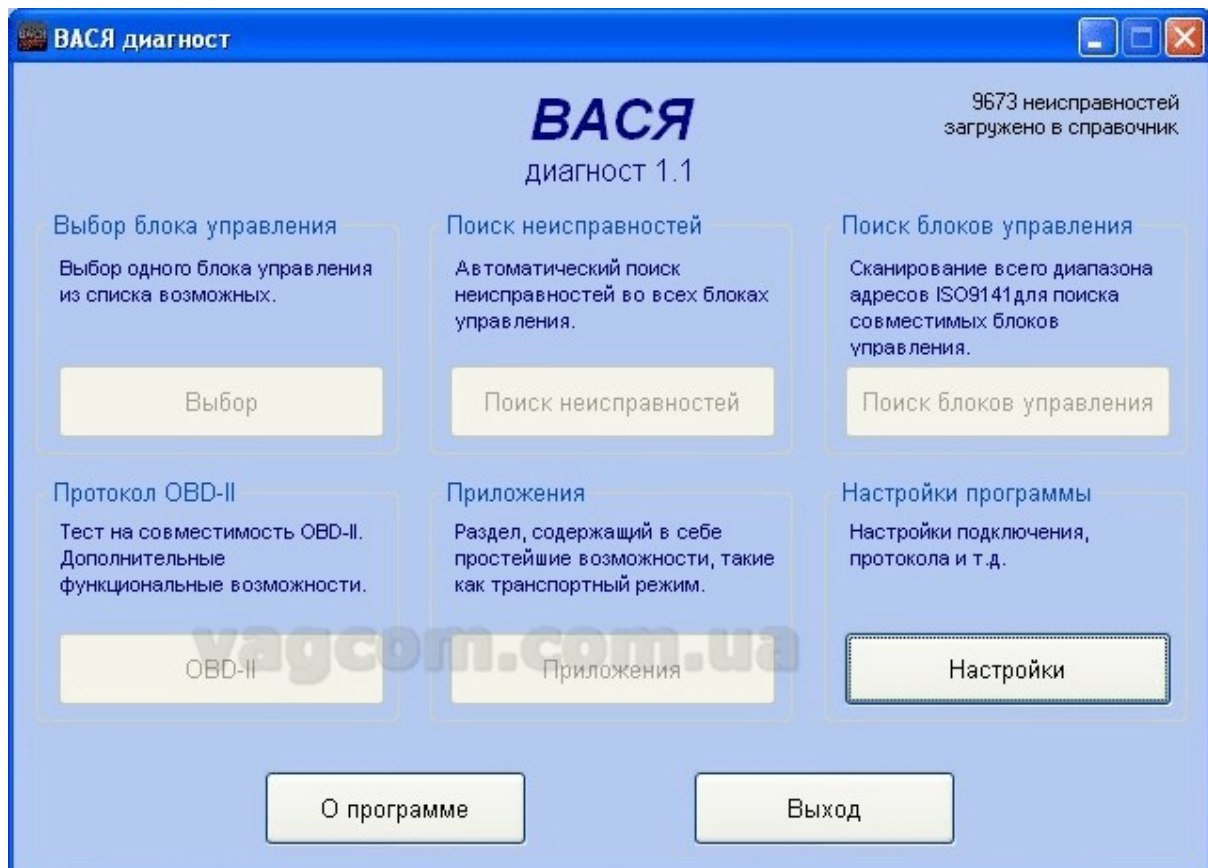 ВАСЯ диагност
ВАСЯ
диагност 1.1
9673 неисправностей
загружено в справочник
Выбор блока управления
Выбор одного блока управления
из списка возможных.
Выбор
Поиск неисправностей
Автоматический поиск
неисправностей во всех блоках
управления.
Поиск неисправностей
Поиск блоков управления
Сканирование всего диапазона
адресов ISO9141для поиска
совместимых блоков
управления.
Поиск блоков управления
Протокол OBD-II
Тест на совместимость OBD-II.
Дополнительные
функциональные возможности.
OBD-II
Приложения
Раздел, содержащий в себе
простейшие возможности, такие
как транспортный режим.
Приложения
Настройки программы
Настройки подключения,
протокола и т.д.
Настройки
vagcom.com.ua
О программе
Выход